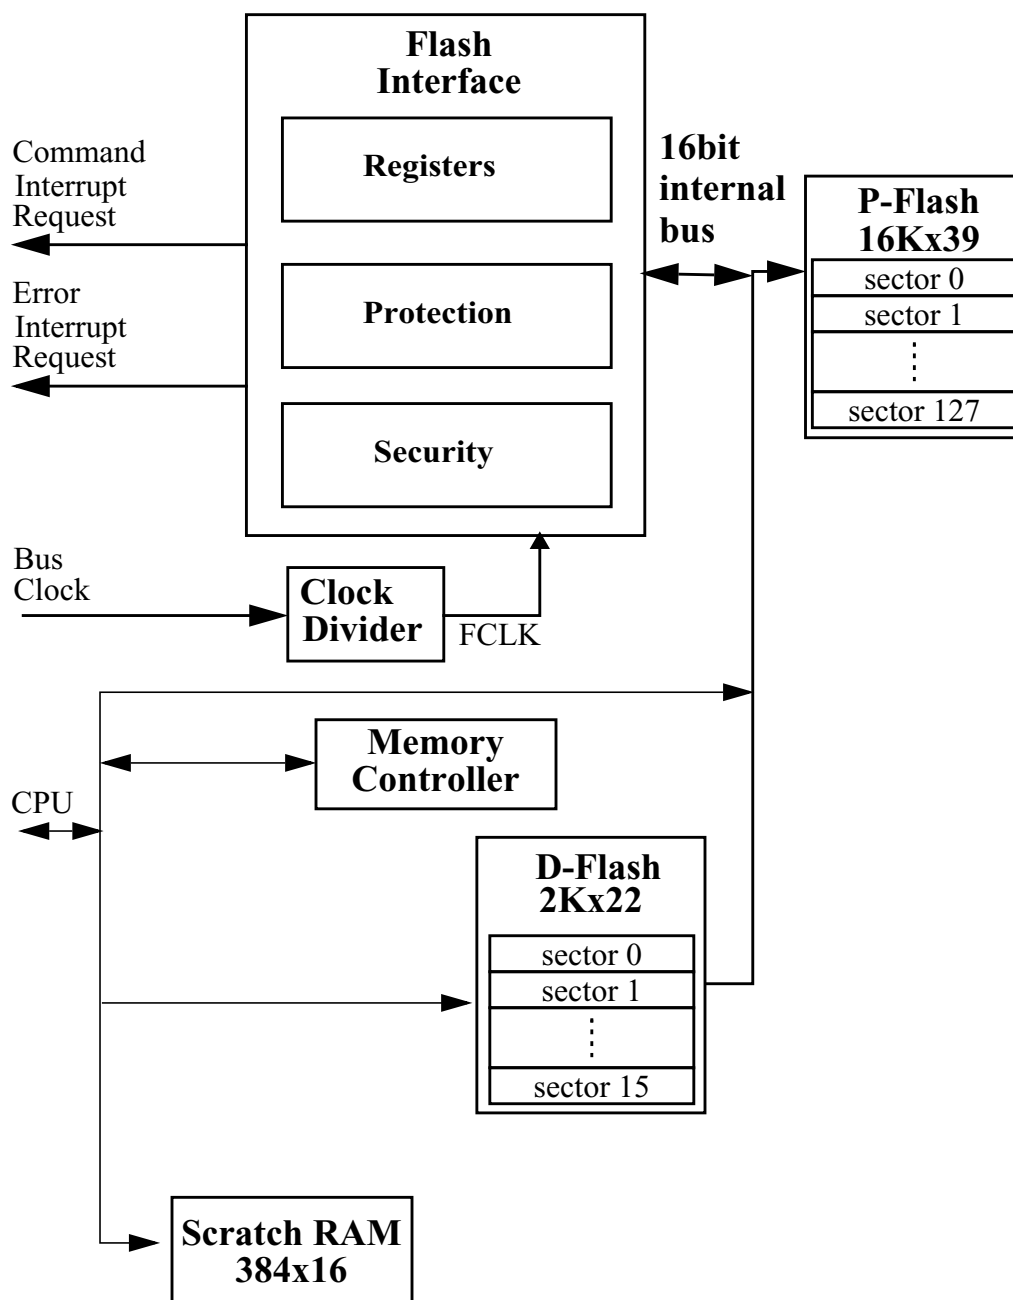 Flash
Interface
Registers
Protection
Security
Command
Interrupt
Request
Error
Interrupt
Request
16bit
internal
bus
P-Flash
16Kx39
sector 0
sector 1
sector 127
Bus
Clock
Clock
Divider
FCLK
Memory
Controller
CPU
D-Flash
2Kx22
sector 0
sector 1
sector 15
Scratch RAM
384x16